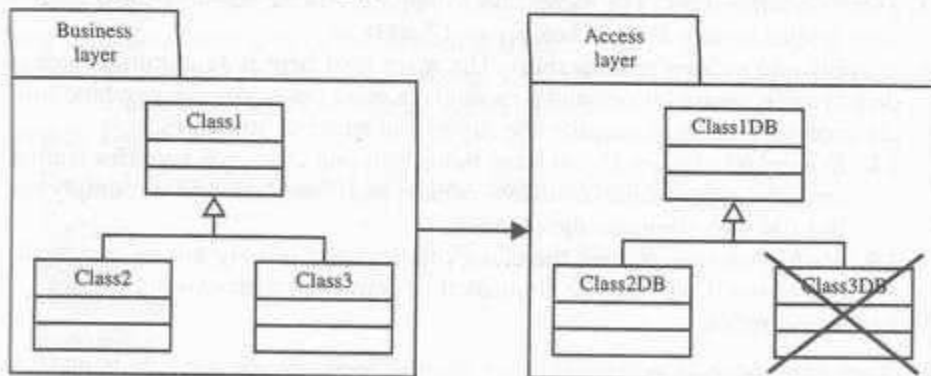 Business
layer
Access
layer
Class1
Class1DB
Class2
Class3
Class2DB
Class3DB